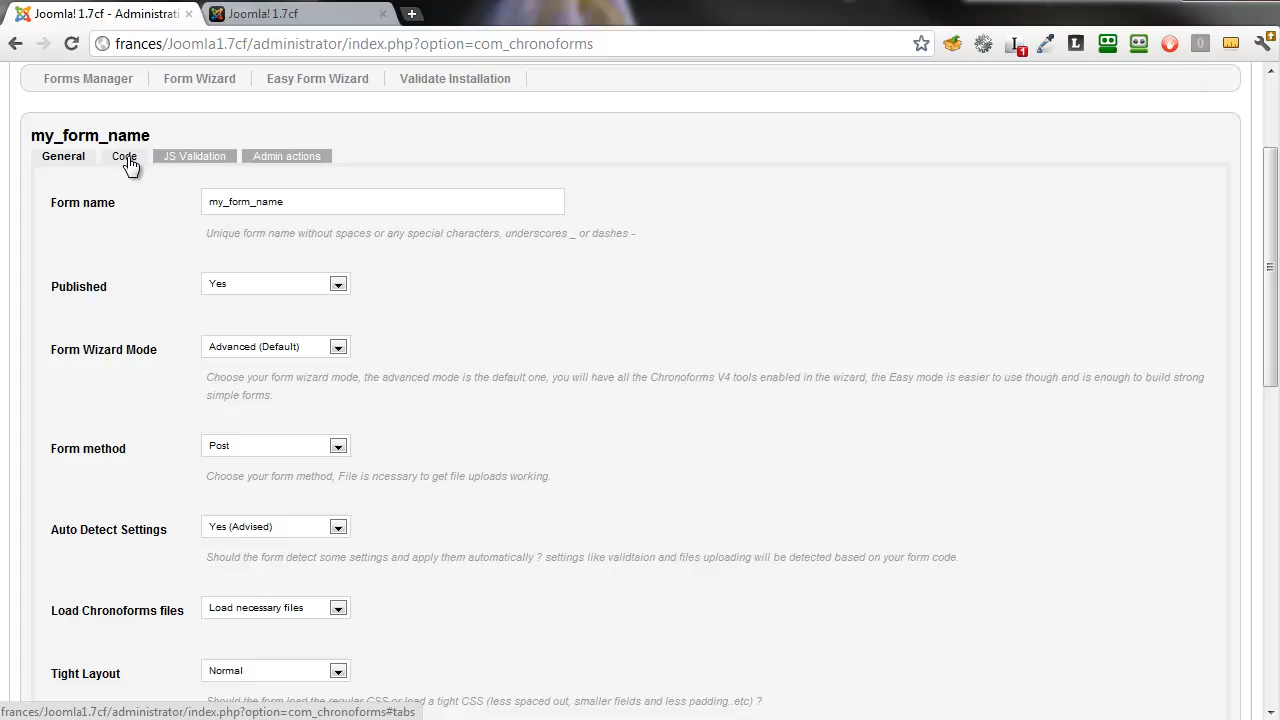 Joomla! 1.7cf - Administrati
Joomla! 1.7cf
frances/Joomla1.7cf/administrator/index.php?option=com_chronoforms
1
L
0
Forms Manager
Form Wizard
Easy Form Wizard
Validate Installation
my_form_name
General
Code
JS Validation
Admin actions
Form name
my_form_name
Unique form name without spaces or any special characters, underscores _ or dashes -
Published
Yes
Form Wizard Mode
Advanced (Default)
Choose your form wizard mode, the advanced mode is the default one, you will have all the Chronoforms V4 tools enabled in the wizard, the Easy mode is easier to use though and is enough to build strong
simple forms.
Form method
Post
Choose your form method, File is ncessary to get file uploads working.
Auto Detect Settings
Yes (Advised)
Should the form detect some settings and apply them automatically ? settings like validtaion and files uploading will be detected based on your form code.
Load Chronoforms files
Load necessary files
Tight Layout
Normal
Should the form load the regular CSS or load a tight CSS (less spaced out, smaller fields and less padding..etc) ?
frances/Joomla1.7cf/administrator/index.php?option=com_chronoforms#tabs